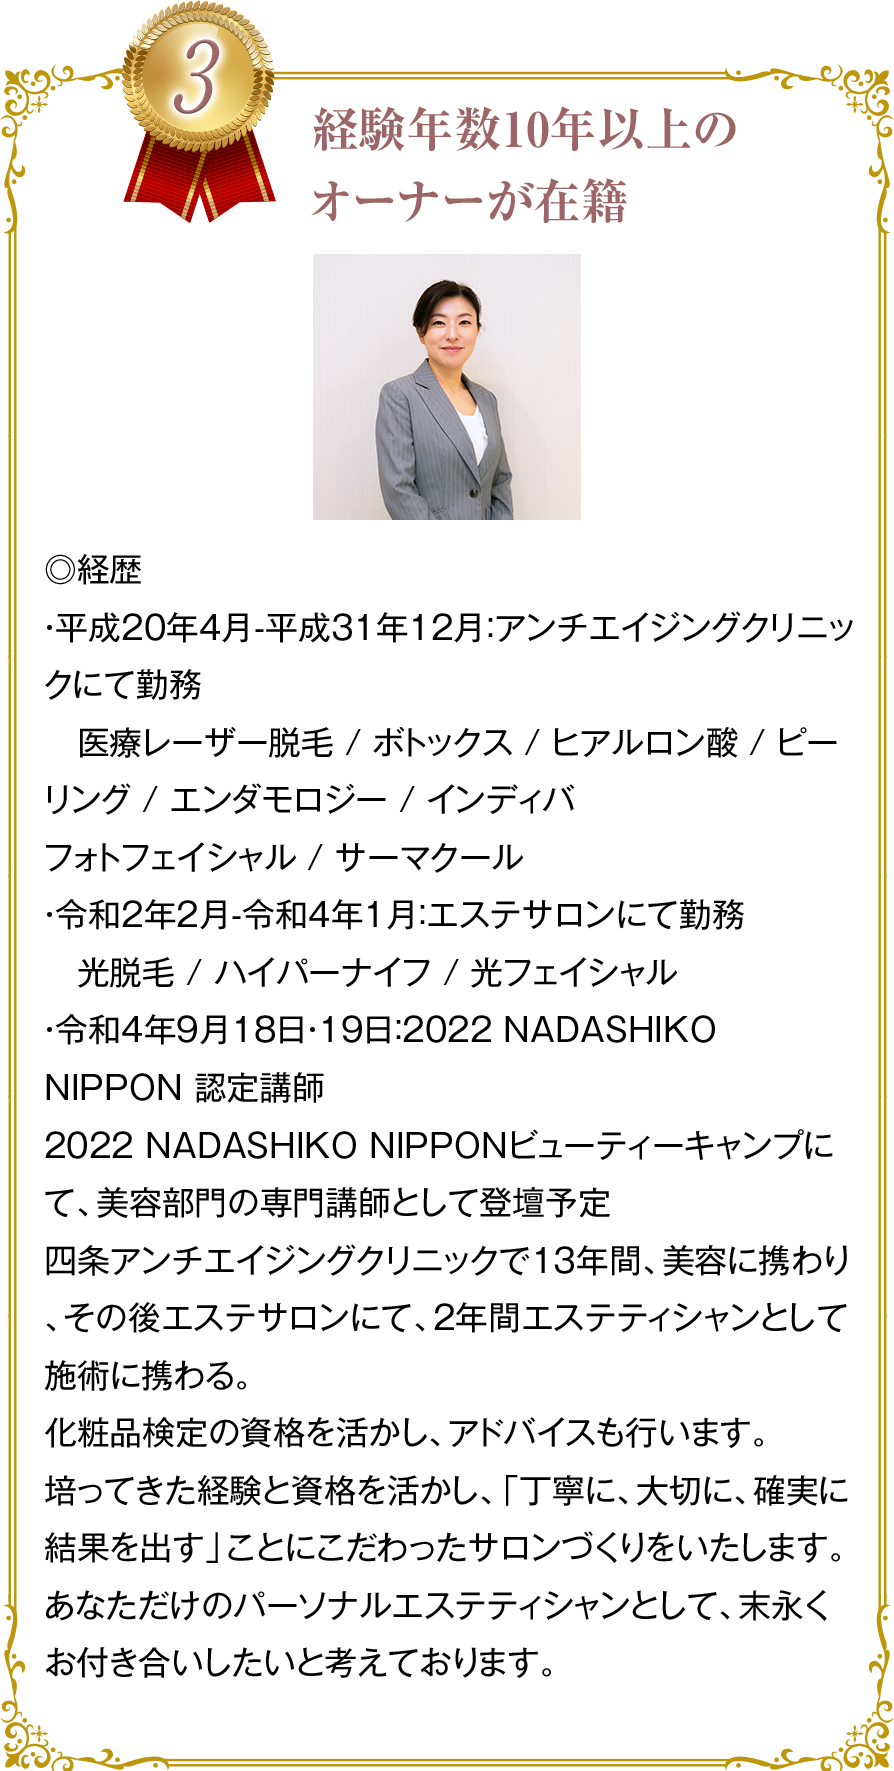 3
経験年数10年以上の
オーナーが在籍
◎経歴
・平成20年4月-平成31年12月：アンチエイジングクリニッ
クにて勤務
　医療レーザー脱毛 / ボトックス / ヒアルロン酸 / ピー
リング / エンダモロジー / インディバ
フォトフェイシャル / サーマクール
・令和2年2月-令和4年1月：エステサロンにて勤務
　光脱毛 / ハイパーナイフ / 光フェイシャル
・令和4年9月18日・19日：2022 NADASHIKO
NIPPON 認定講師
2022 NADASHIKO NIPPONビューティーキャンプに
て、美容部門の専門講師として登壇予定
四条アンチエイジングクリニックで13年間、美容に携わり
、その後エステサロンにて、2年間エステティシャンとして
施術に携わる。
化粧品検定の資格を活かし、アドバイスも行います。
培ってきた経験と資格を活かし、「丁寧に、大切に、確実に
結果を出す」ことにこだわったサロンづくりをいたします。
あなただけのパーソナルエステティシャンとして、末永く
お付き合いしたいと考えております。